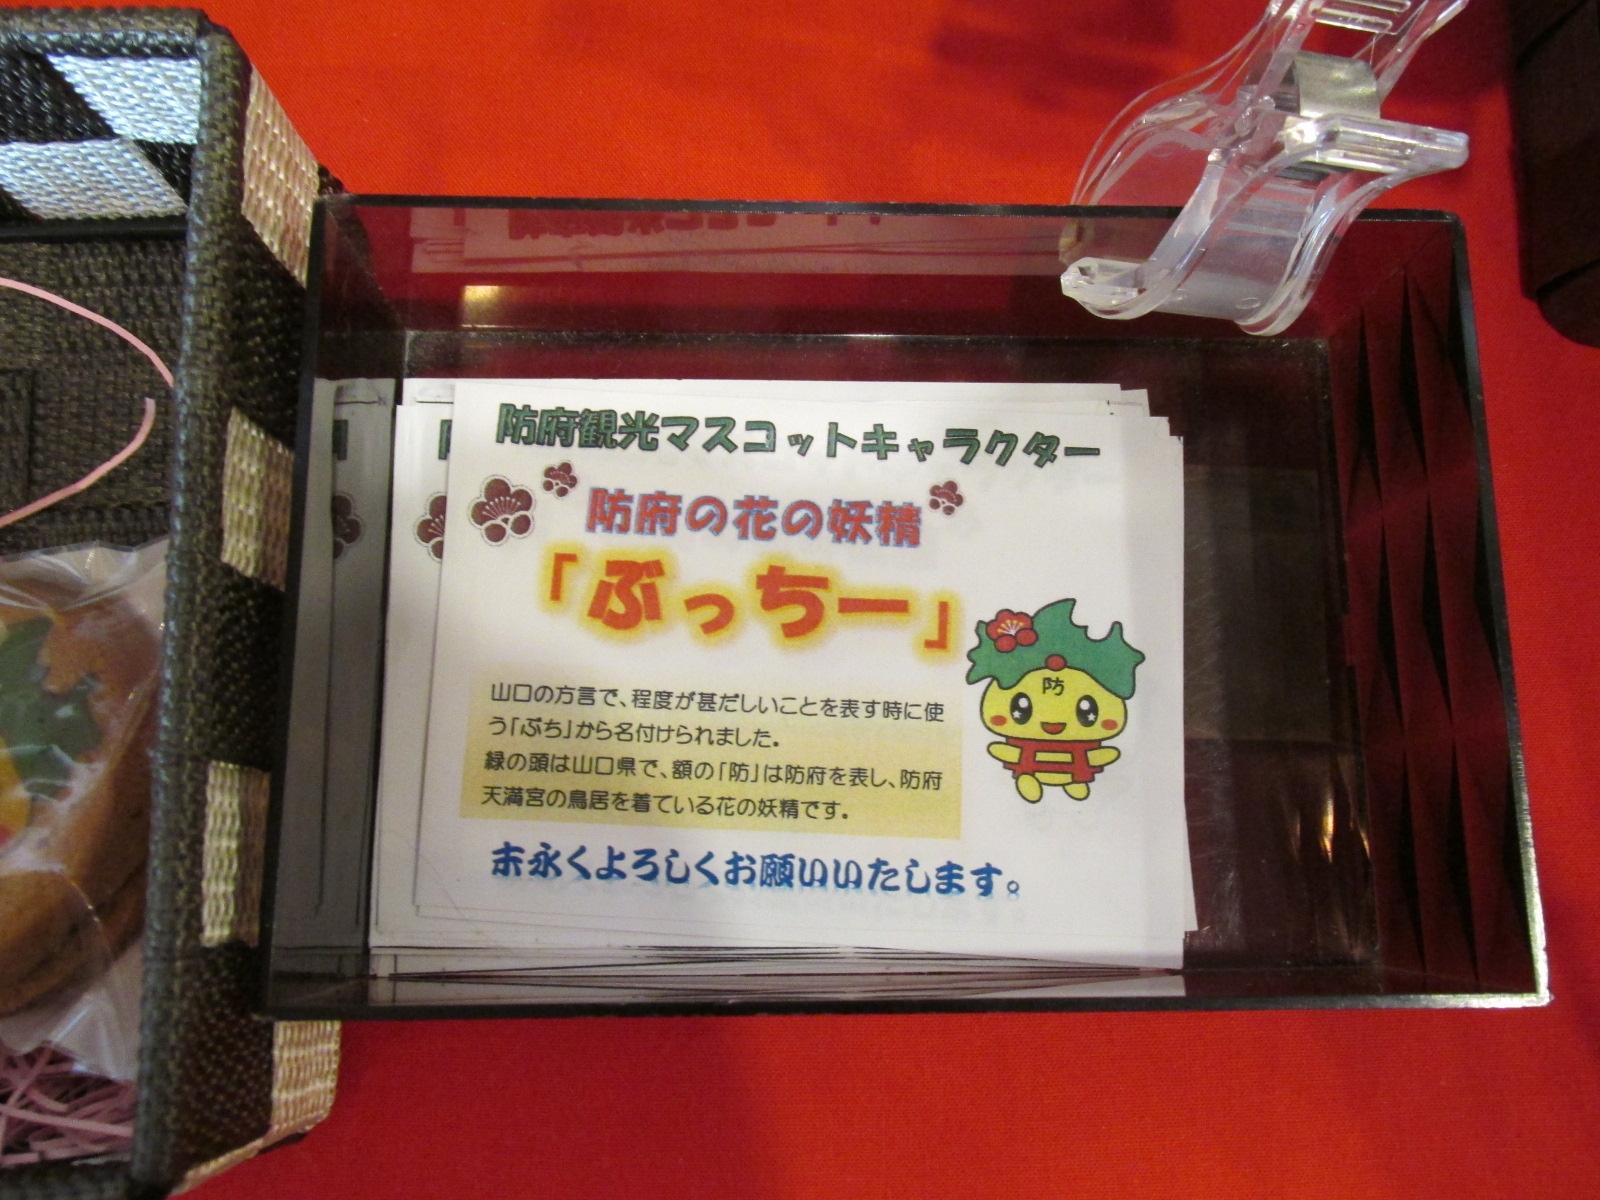 防府観光マスコットキャラクター
防府の花の妖精
「ぶっちー」
山口の方言で、程度が甚だしいことを表す時に使
う「ぶち」から名付けられました。
緑の頭は山口県で、額の「防」は防府を表し、防府
天満宮の鳥居を着ている花の妖精です。
防
末永くよろしくお願いいたします。